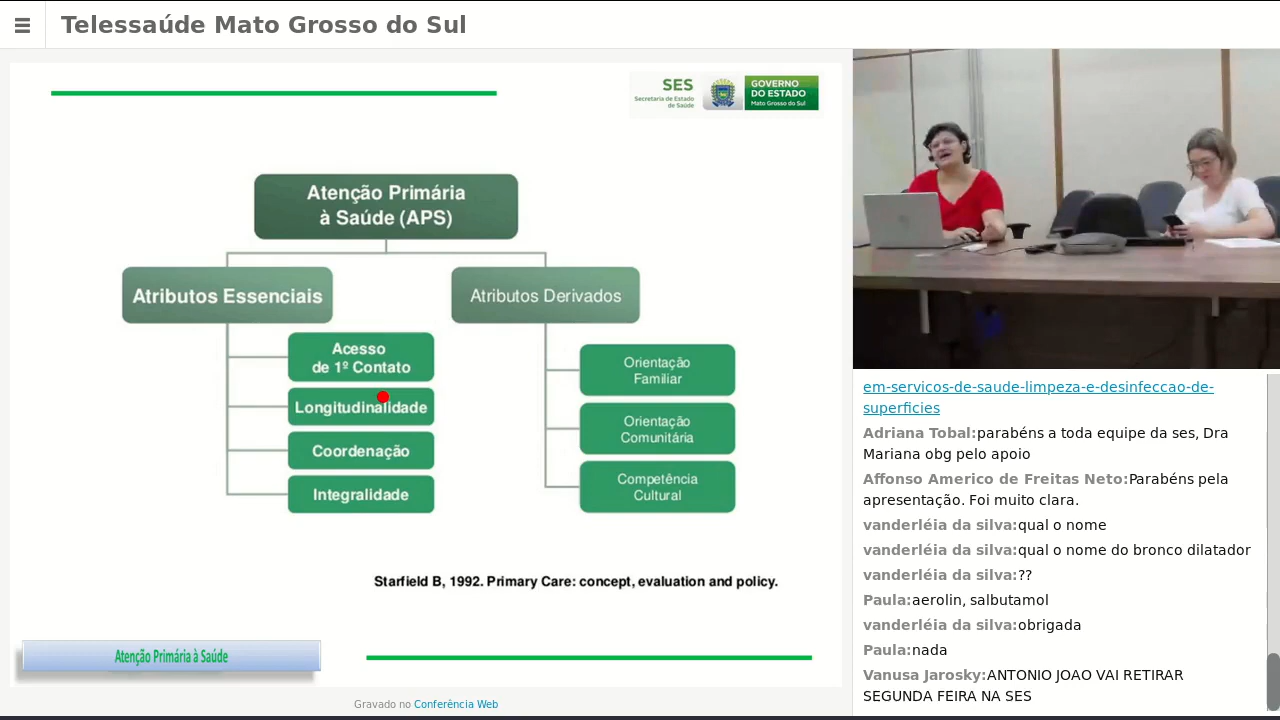 Telessaúde Mato Grosso do Sul
SES
Secretaria de Estado
de Saúde
GOVERNO
DO ESTADO
Mato Grosso do Sul
Atenção Primária
à Saúde (APS)
Atributos Essenciais
Atributos Derivados
Acesso
de 1º Contato
Longitudinalidade
Coordenação
Integralidade
Orientação
Familiar
Orientação
Comunitária
Competência
Cultural
Starfield B, 1992. Primary Care: concept, evaluation and policy.
Atenção Primária à Saúde
Gravado no Conferência Web
em-servicos-de-saude-limpeza-e-desinfeccao-de-
superficies
Adriana Tobal:parabéns a toda equipe da ses, Dra
Mariana obg pelo apoio
Affonso Americo de Freitas Neto:Parabéns pela
apresentação. Foi muito clara.
vanderléia da silva:qual o nome
vanderléia da silva:qual o nome do bronco dilatador
vanderléia da silva:??
Paula:aerolin, salbutamol
vanderléia da silva:obrigada
Paula:nada
Vanusa Jarosky:ANTONIO JOAO VAI RETIRAR
SEGUNDA FEIRA NA SES